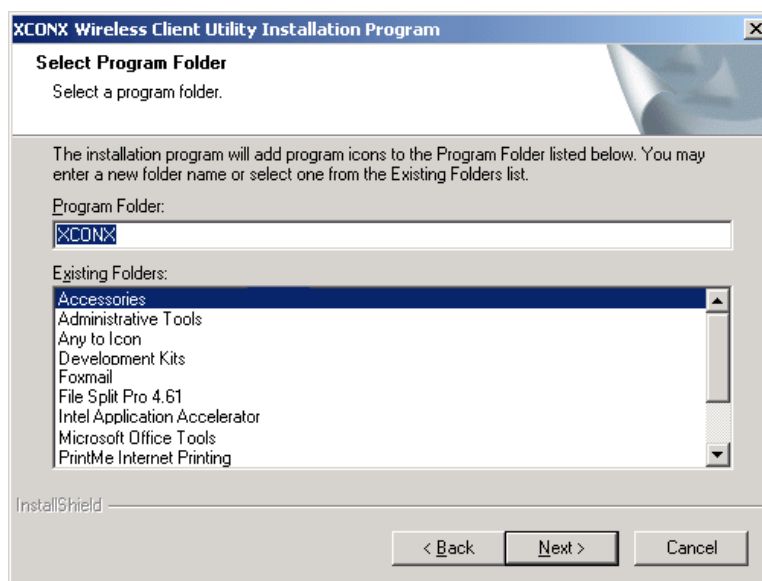 XCONX Wireless Client Utility Installation Program
Select Program Folder
Select a program folder.
The installation program will add program icons to the Program Folder listed below. You may
enter a new folder name or select one from the Existing Folders list.
Program Folder:
XCONX
Existing Folders:
Accessories
Administrative Tools
Any to Icon
Development Kits
Foxmail
File Split Pro 4.61
Intel Application Accelerator
Microsoft Office Tools
PrintMe Internet Printing
InstallShield
< Back
Next >
Cancel